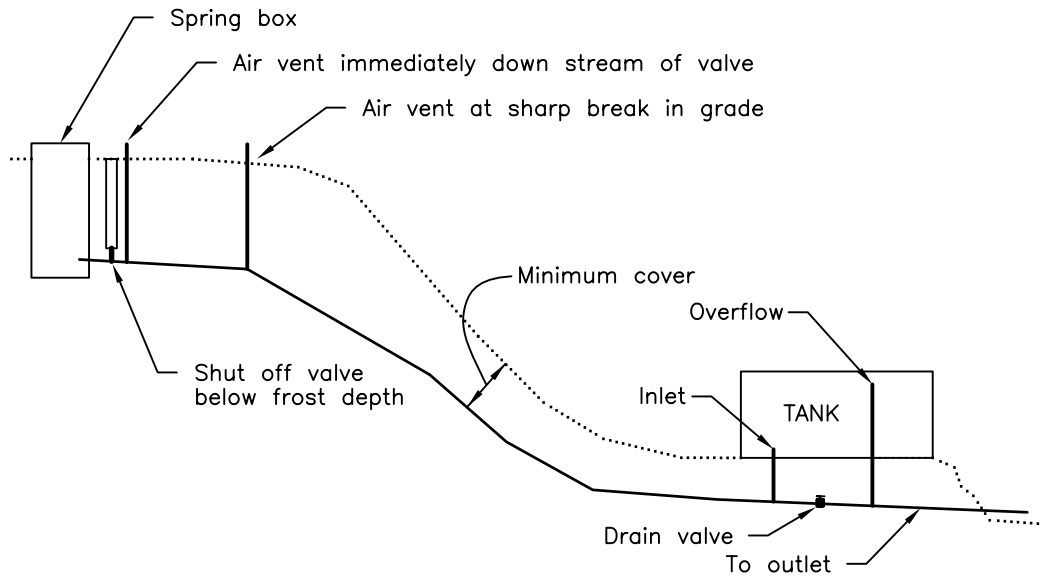 Spring box
Air vent immediately down stream of valve
Air vent at sharp break in grade
Minimum cover
Overflow
Shut off valve
below frost depth
Inlet
TANK
Drain valve
To outlet